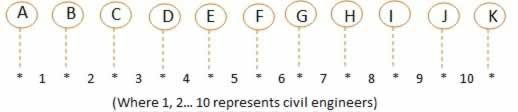 A B C D E F G H I J K
* 1 * 2 * 3 * 4 * 5 * 6 * 7 * 8 * 9 * 10 *
(Where 1, 2... 10 represents civil engineers)